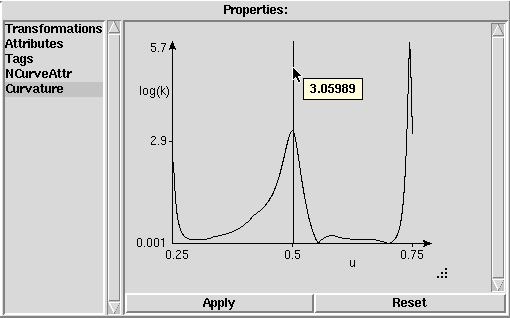 Properties:
Transformations
Attributes
Tags
NCurveAttr
Curvature
5.7
log(k)
3.05989
2.9
0.001
0.25
0.5
0.75
u
Apply
Reset